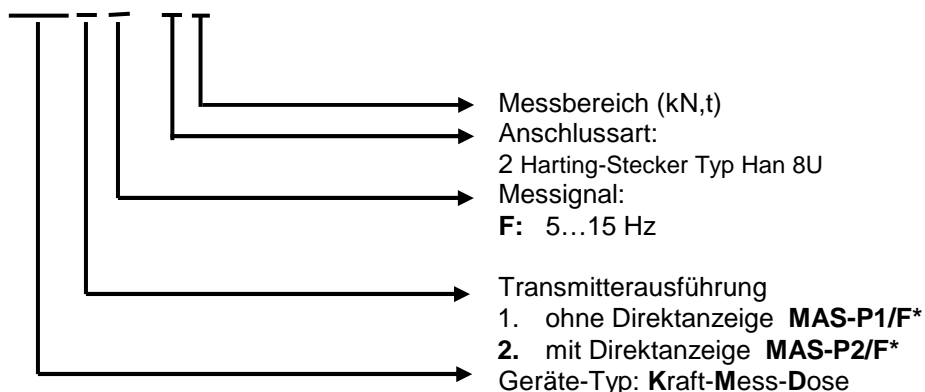 Messbereich (kN,t)
Anschlussart:
2 Harting-Stecker Typ Han 8U
Messignal:
F: 5…15 Hz
Transmitterausführung
1. ohne Direktanzeige MAS-P1/F*
2. mit Direktanzeige MAS-P2/F*
Geräte-Typ: Kraft-Mess-Dose